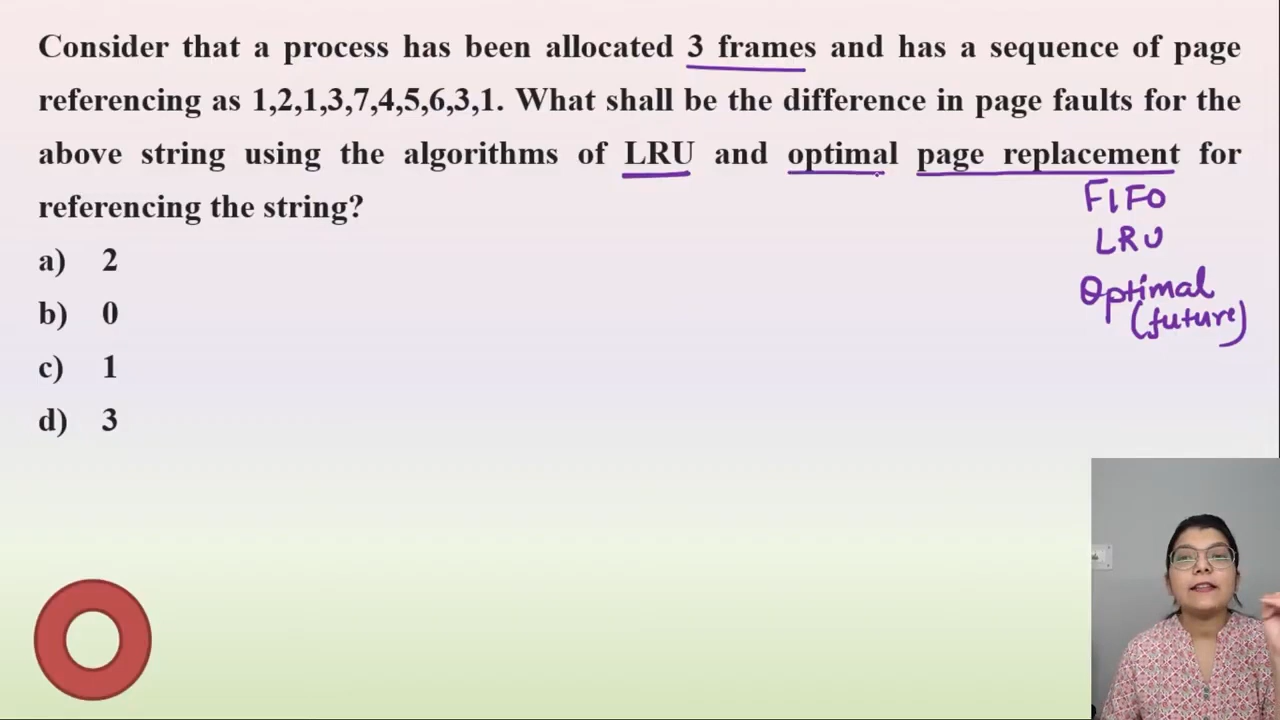 Consider that a process has been allocated 3 frames and has a sequence of page
referencing as 1,2,1,3,7,4,5,6,3,1. What shall be the difference in page faults for the
above string using the algorithms of LRU and optimal page replacement for
referencing the string?
FIFO
LRU
Optimal
(future)
a) 2
b) 0
c) 1
d) 3